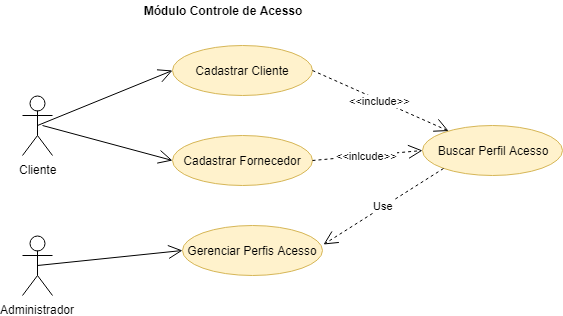 Módulo Controle de Acesso
Cadastrar Cliente
<<include>>
Cliente
Cadastrar Fornecedor
<<inlcude>>
Buscar Perfil Acesso
Use
Gerenciar Perfis Acesso
Administrador